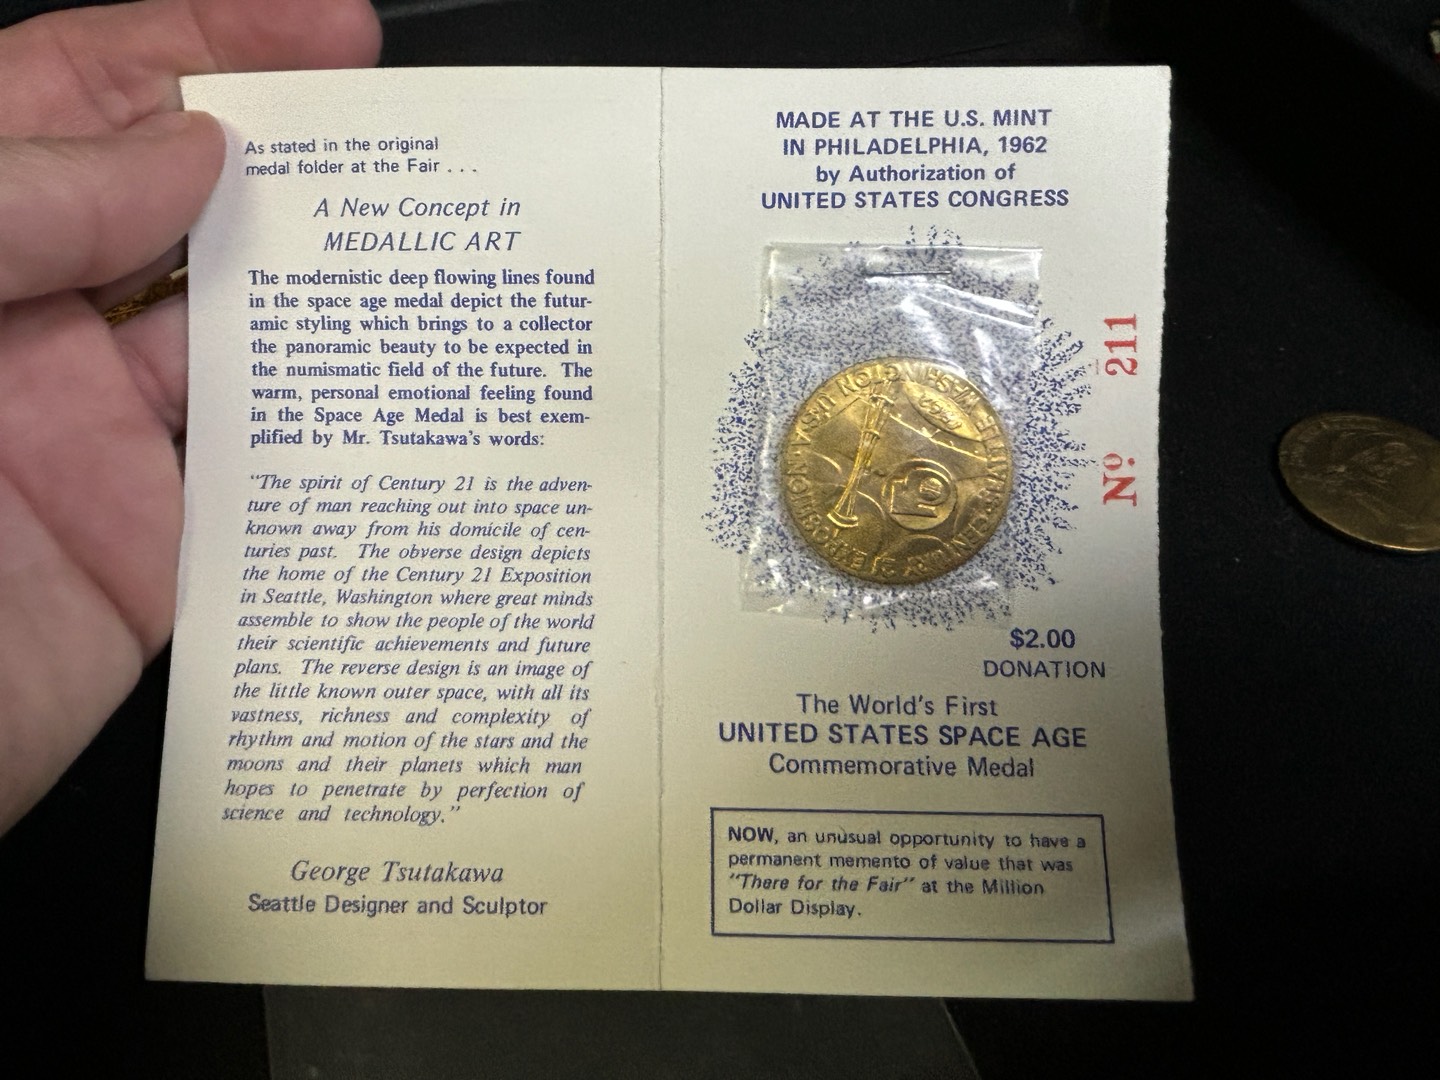 As stated in the original
medal folder at the Fair . . .
A New Concept in
MEDALLIC ART
The modernistic deep flowing lines found
in the space age medal depict the futur-
amic styling which brings to a collector
the panoramic beauty to be expected in
the numismatic field of the future. The
warm, personal emotional feeling found
in the Space Age Medal is best exem-
plified by Mr. Tsutakawa's words:
"The spirit of Century 21 is the adven-
ture of man reaching out into space un-
known away from his domicile of cen-
turies past. The obverse design depicts
the home of the Century 21 Exposition
in Seattle, Washington where great minds
assemble to show the people of the world
their scientific achievements and future
plans. The reverse design is an image of
the little known outer space, with all its
vastness, richness and complexity of
rhythm and motion of the stars and the
moons and their planets which man
hopes to penetrate by perfection of
science and technology."
George Tsutakawa
Seattle Designer and Sculptor
MADE AT THE U.S. MINT
IN PHILADELPHIA, 1962
by Authorization of
UNITED STATES CONGRESS
SEATTLE WASHINGTON U.S.A.
CENTURY 21 EXPOSITION
No. 211
$2.00
DONATION
The World's First
UNITED STATES SPACE AGE
Commemorative Medal
NOW, an unusual opportunity to have a
permanent memento of value that was
"There for the Fair" at the Million
Dollar Display.